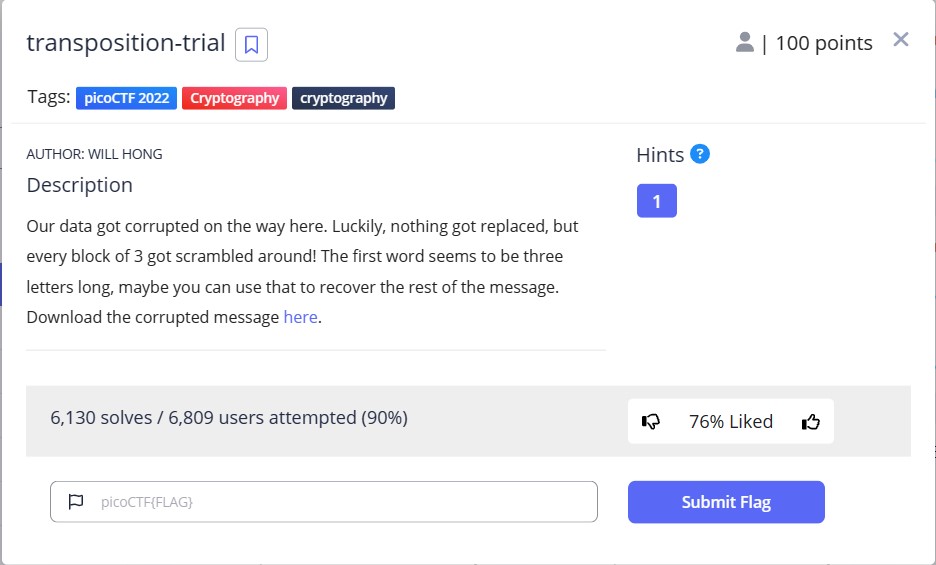 transposition-trial
| 100 points
Tags: picoCTF 2022 Cryptography cryptography
AUTHOR: WILL HONG
Description
Our data got corrupted on the way here. Luckily, nothing got replaced, but
every block of 3 got scrambled around! The first word seems to be three
letters long, maybe you can use that to recover the rest of the message.
Download the corrupted message here.
Hints ?
1
6,130 solves / 6,809 users attempted (90%)
76% Liked
picoCTF{FLAG}
Submit Flag